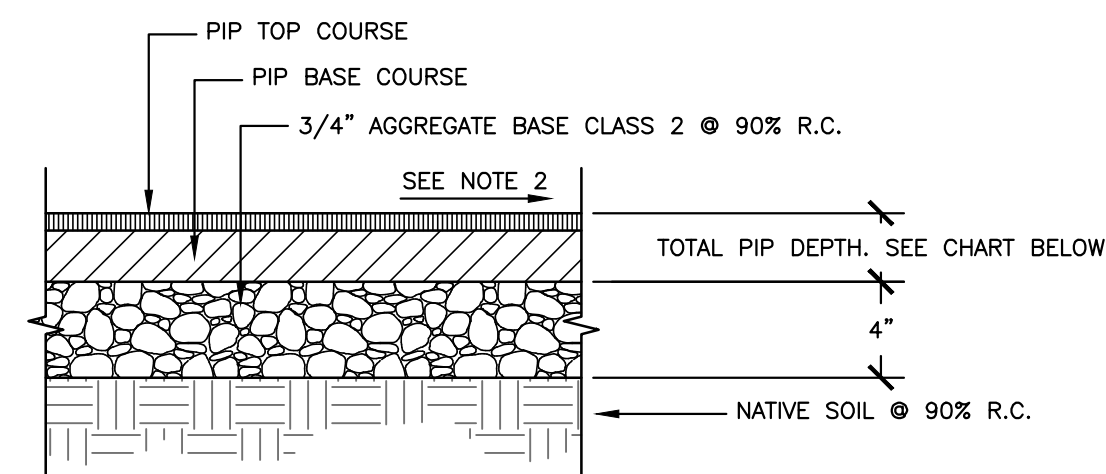 PIP TOP COURSE
PIP BASE COURSE
3/4" AGGREGATE BASE CLASS 2 @ 90% R.C.
SEE NOTE 2
TOTAL PIP DEPTH. SEE CHART BELOW
4"
NATIVE SOIL @ 90% R.C.